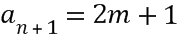 a_{n+1} = 2m + 1